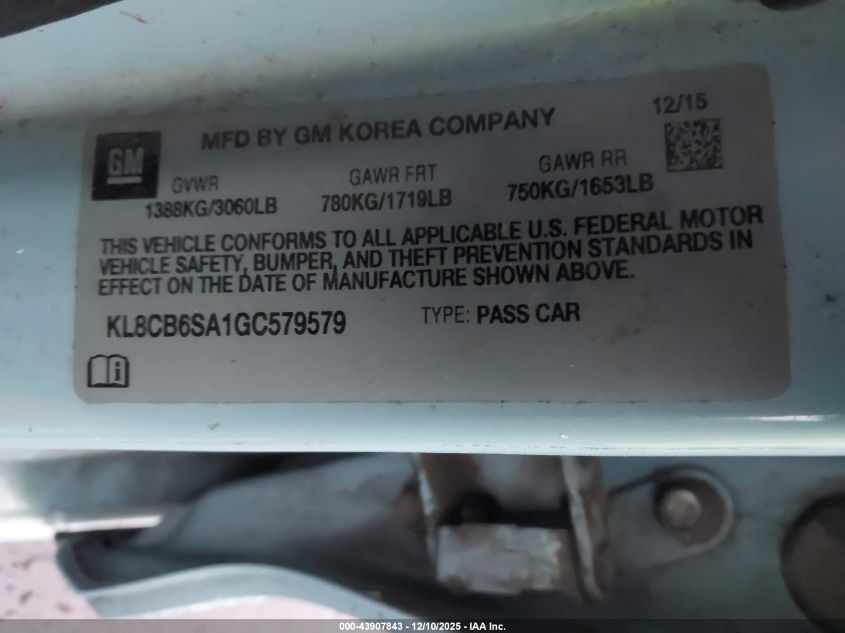 12/15
MFD BY GM KOREA COMPANY
GM
GVWR GAWR FRT GAWR RR
1388KG/3060LB 780KG/1719LB 750KG/1653LB
THIS VEHICLE CONFORMS TO ALL APPLICABLE U.S. FEDERAL MOTOR
VEHICLE SAFETY, BUMPER, AND THEFT PREVENTION STANDARDS IN
EFFECT ON THE DATE OF MANUFACTURE SHOWN ABOVE.
KL8CB6SA1GC579579 TYPE: PASS CAR
000-43907843 - 12/10/2025 - IAA Inc.